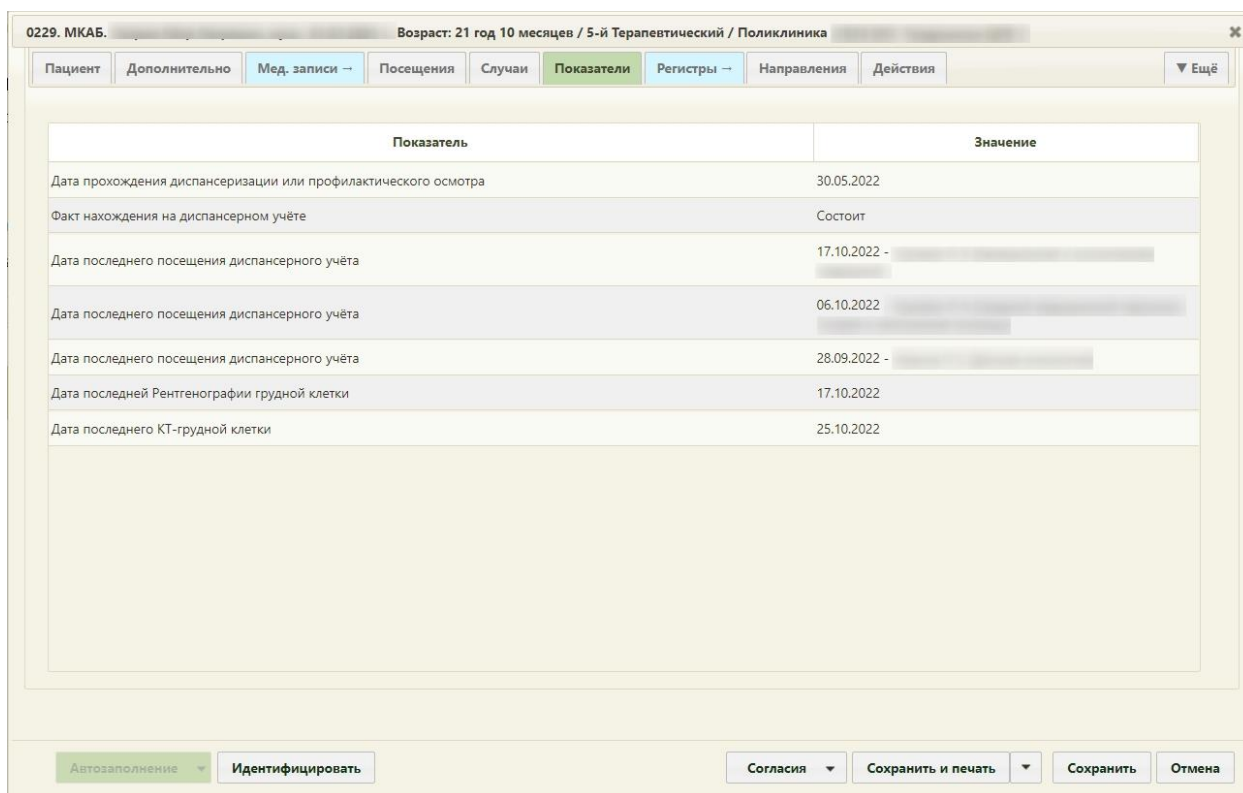 0229. МКАБ. Возраст: 21 год 10 месяцев / 5-й Терапевтический / Поликлиника
Пациент Дополнительно Мед. записи → Посещения Случаи Показатели Регистры → Направления Действия ▼ Ещё
Показатель Значение
Дата прохождения диспансеризации или профилактического осмотра 30.05.2022
Факт нахождения на диспансерном учёте Состоит
Дата последнего посещения диспансерного учёта 17.10.2022 -
Дата последнего посещения диспансерного учёта 06.10.2022
Дата последнего посещения диспансерного учёта 28.09.2022 -
Дата последней Рентгенографии грудной клетки 17.10.2022
Дата последнего КТ-грудной клетки 25.10.2022
Автозаполнение Идентифицировать Согласия Сохранить и печать Сохранить Отмена